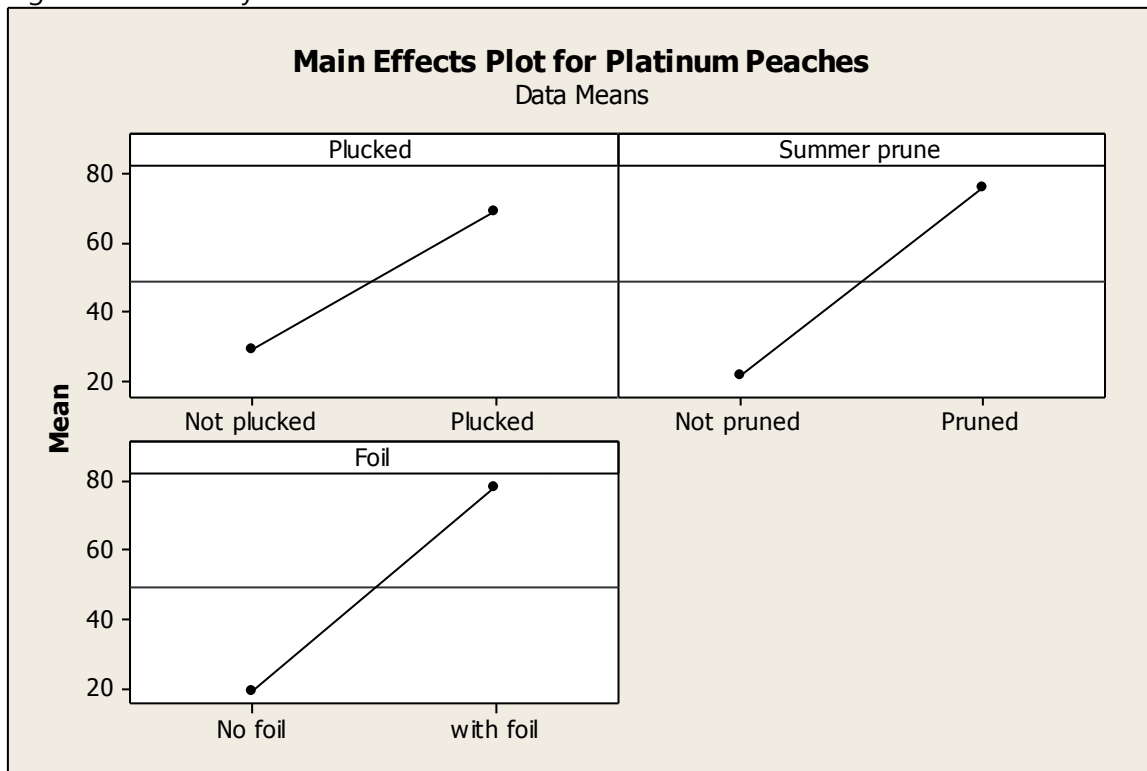 Main Effects Plot for Platinum Peaches
Data Means
Plucked
Summer prune
80
60
40
20
Not plucked
Plucked
Not pruned
Pruned
Mean
Foil
80
60
40
20
No foil
with foil